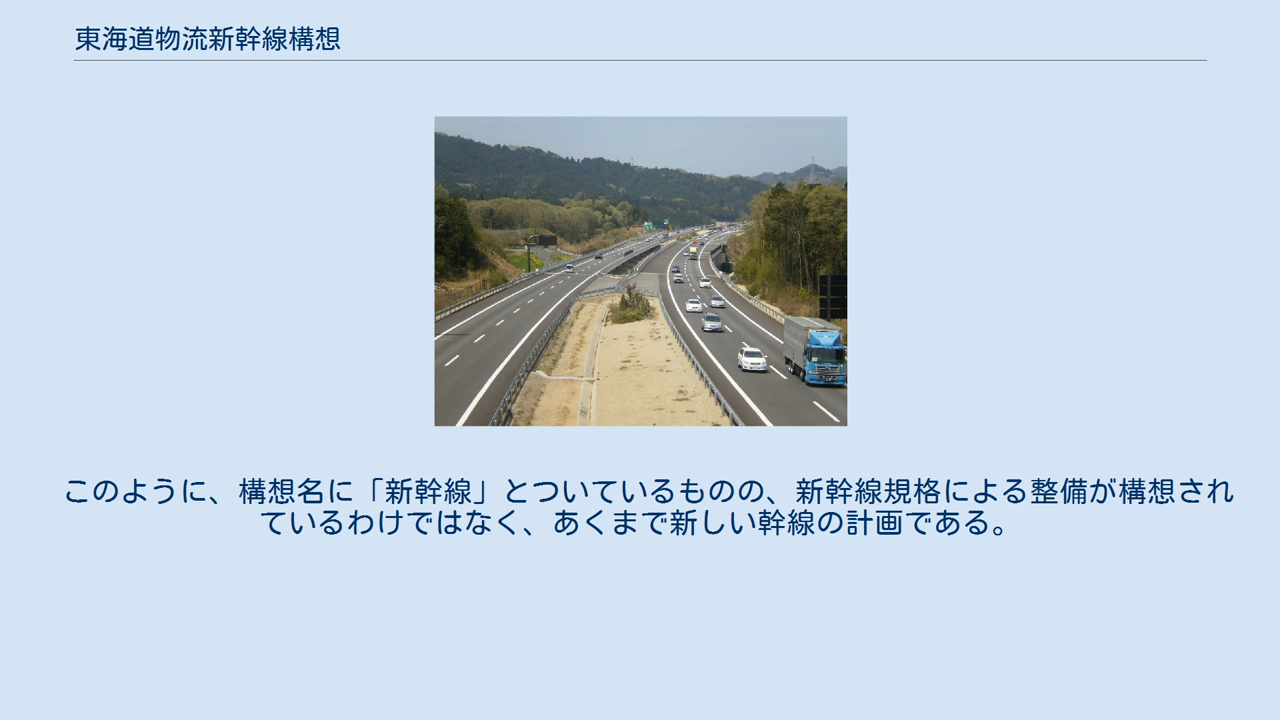 東海道物流新幹線構想
このように、構想名に「新幹線」とついているものの、新幹線規格による整備が構想され
ているわけではなく、あくまで新しい幹線の計画である。